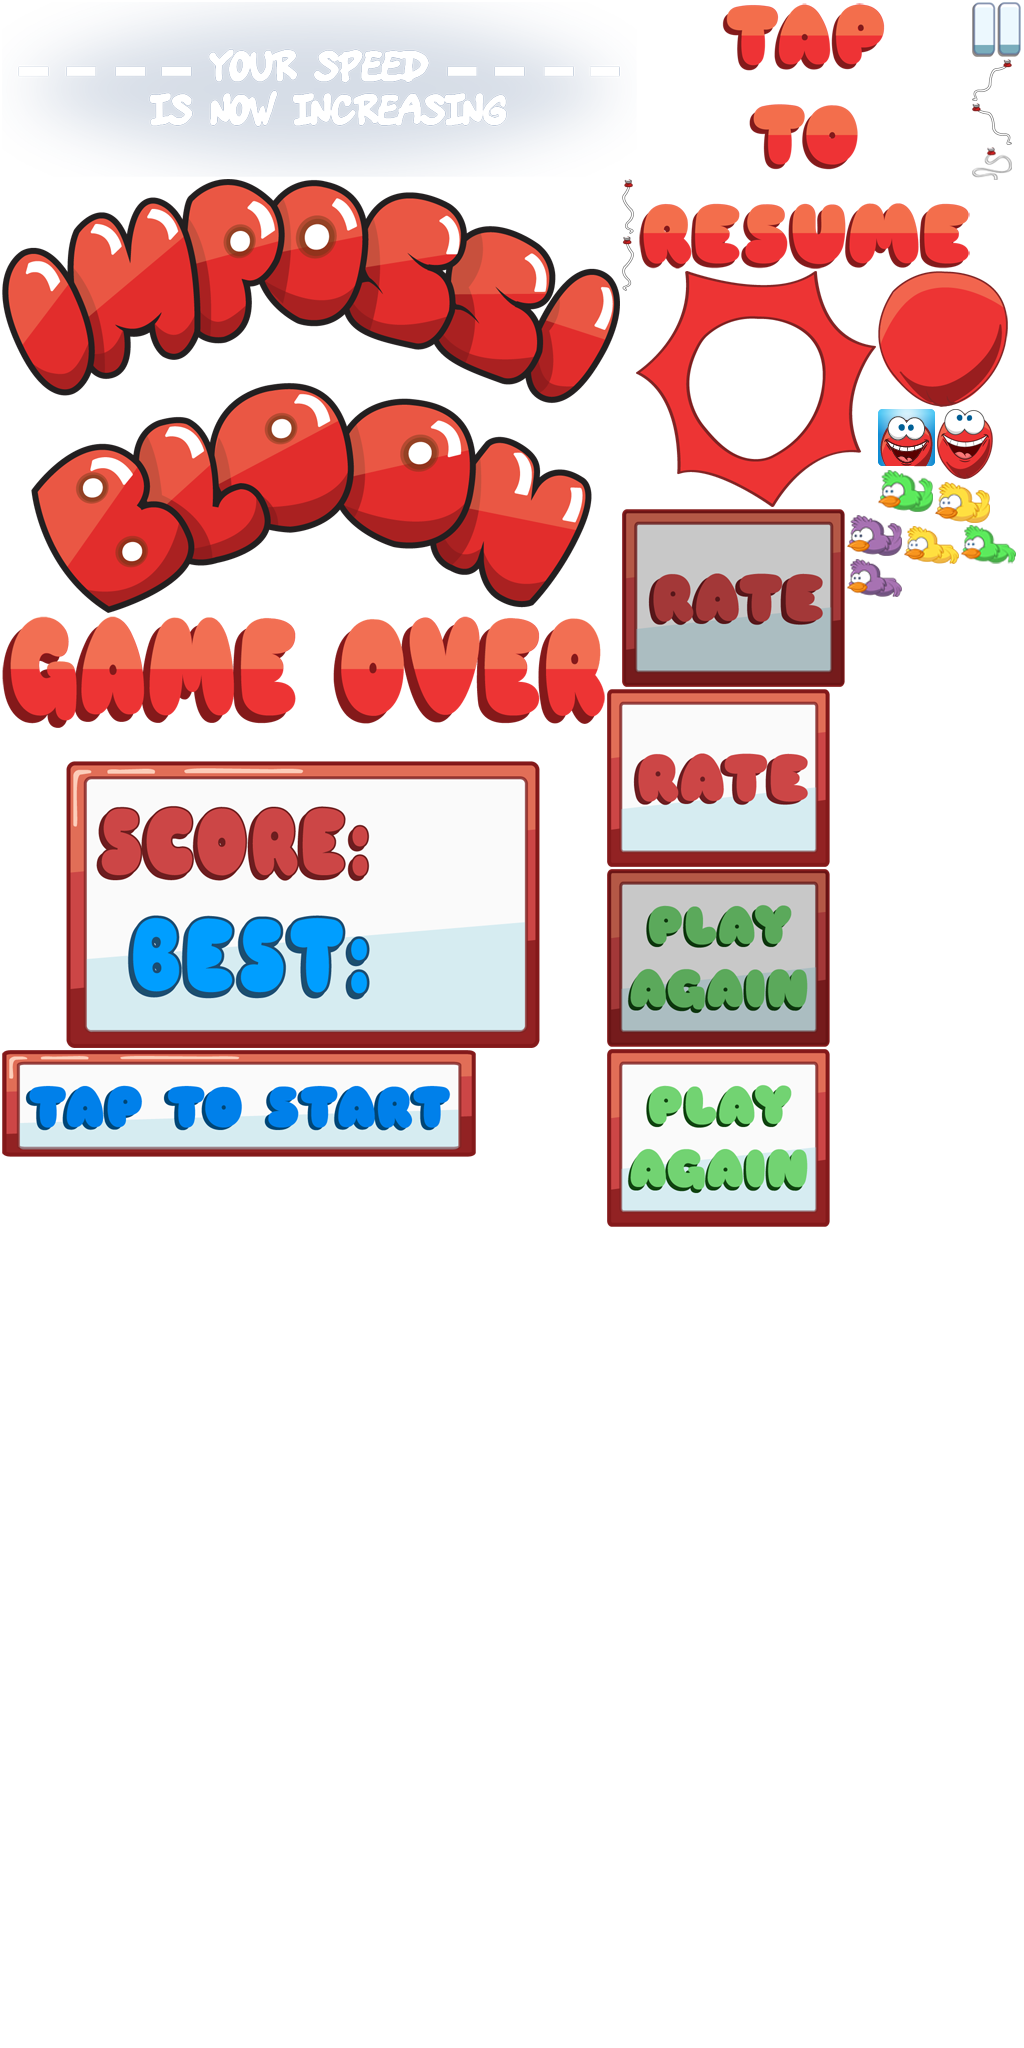 YOUR SPEED
IS NOW INCREASING
TAP
TO
RESUME
IMPOSSI
BLOON
GAME OVER
RATE
RATE
SCORE:
BEST:
PLAY
AGAIN
TAP TO START
PLAY
AGAIN